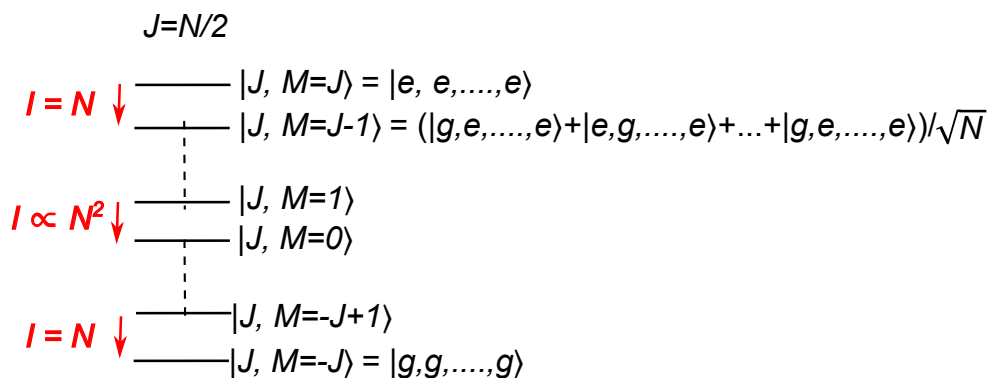 J=N/2
|J, M=J⟩ = |e, e,....,e⟩
I = N
|J, M=J-1⟩ = (|g,e,....,e⟩+|e,g,....,e⟩+...+|g,e,....,e⟩)/√N
|J, M=1⟩
I ∝ N²
|J, M=0⟩
|J, M=-J+1⟩
I = N
|J, M=-J⟩ = |g,g,....,g⟩